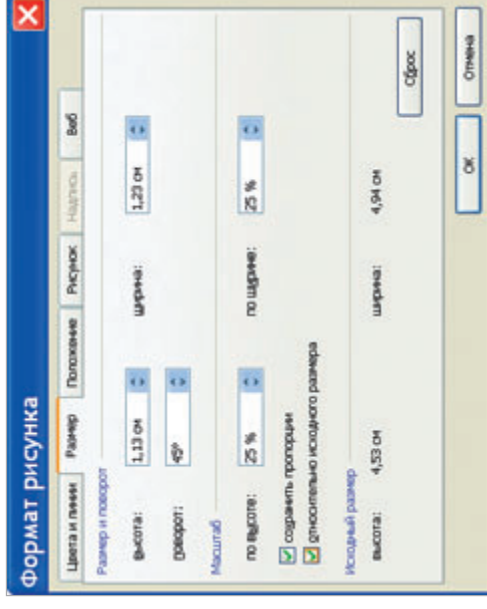 Формат рисунка
Цвета и линии Размер Положение Рисунок Надпись Веб
Размер и поворот
высота: 1,13 см ширина: 1,23 см
поворот: 45°
Масштаб
по высоте: 25 % по ширине: 25 %
сохранить пропорции
относительно исходного размера
Исходный размер
высота: 4,53 см ширина: 4,94 см
Сброс
ОК Отмена